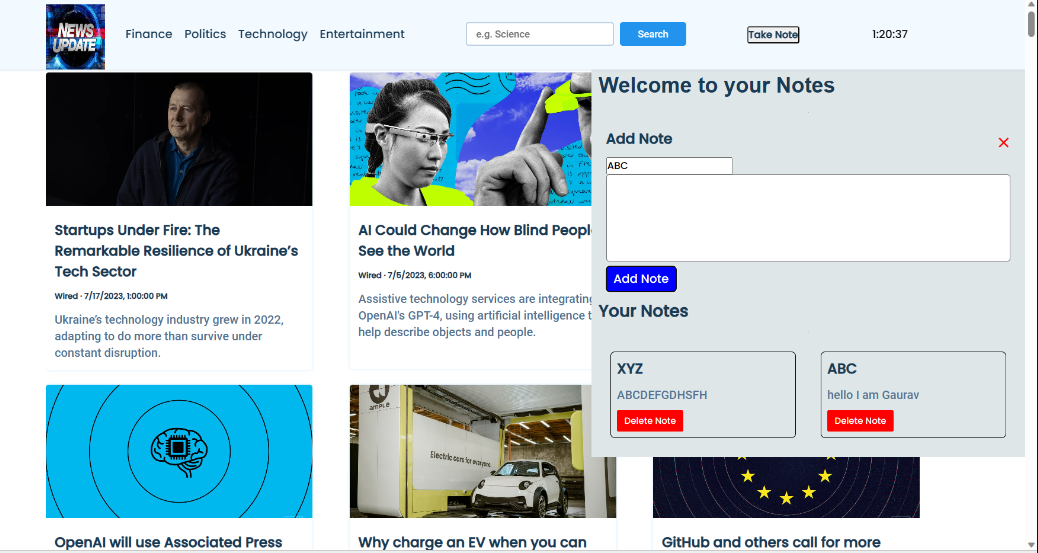 NEWS
UPDATE
Finance Politics Technology Entertainment
e.g. Science
Search
Take Note
1:20:37
Startups Under Fire: The
Remarkable Resilience of Ukraine’s
Tech Sector
Wired · 7/17/2023, 1:00:00 PM
Ukraine’s technology industry grew in 2022,
adapting to do more than survive under
constant disruption.
AI Could Change How Blind Peopl
See the World
Wired · 7/5/2023, 6:00:00 PM
Assistive technology services are integrating
OpenAI's GPT-4, using artificial intelligence t
help describe objects and people.
Welcome to your Notes
Add Note
ABC
Add Note
Your Notes
XYZ
ABCDEFGDHSFH
Delete Note
ABC
hello I am Gaurav
Delete Note
OpenAI will use Associated Press
ample
Electric cars for everyone.
Why charge an EV when you can
GitHub and others call for more